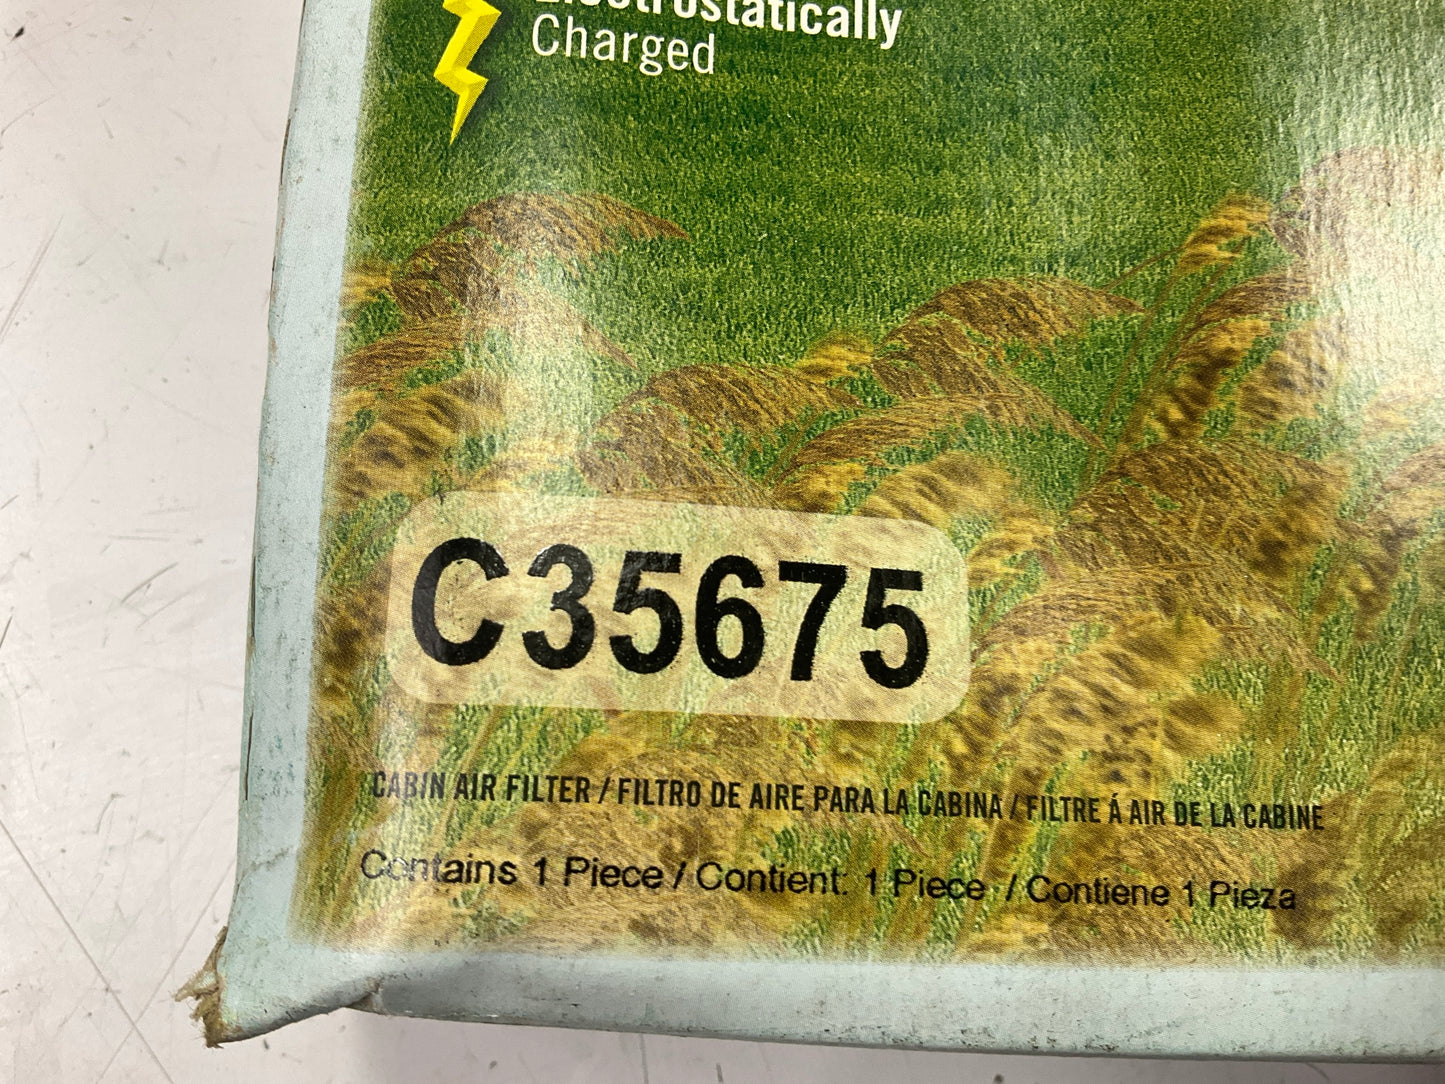 Electrostatically
Charged
C35675
CABIN AIR FILTER / FILTRO DE AIRE PARA LA CABINA / FILTRE Á AIR DE LA CABINE
Contains 1 Piece / Contient: 1 Piece / Contiene 1 Pieza